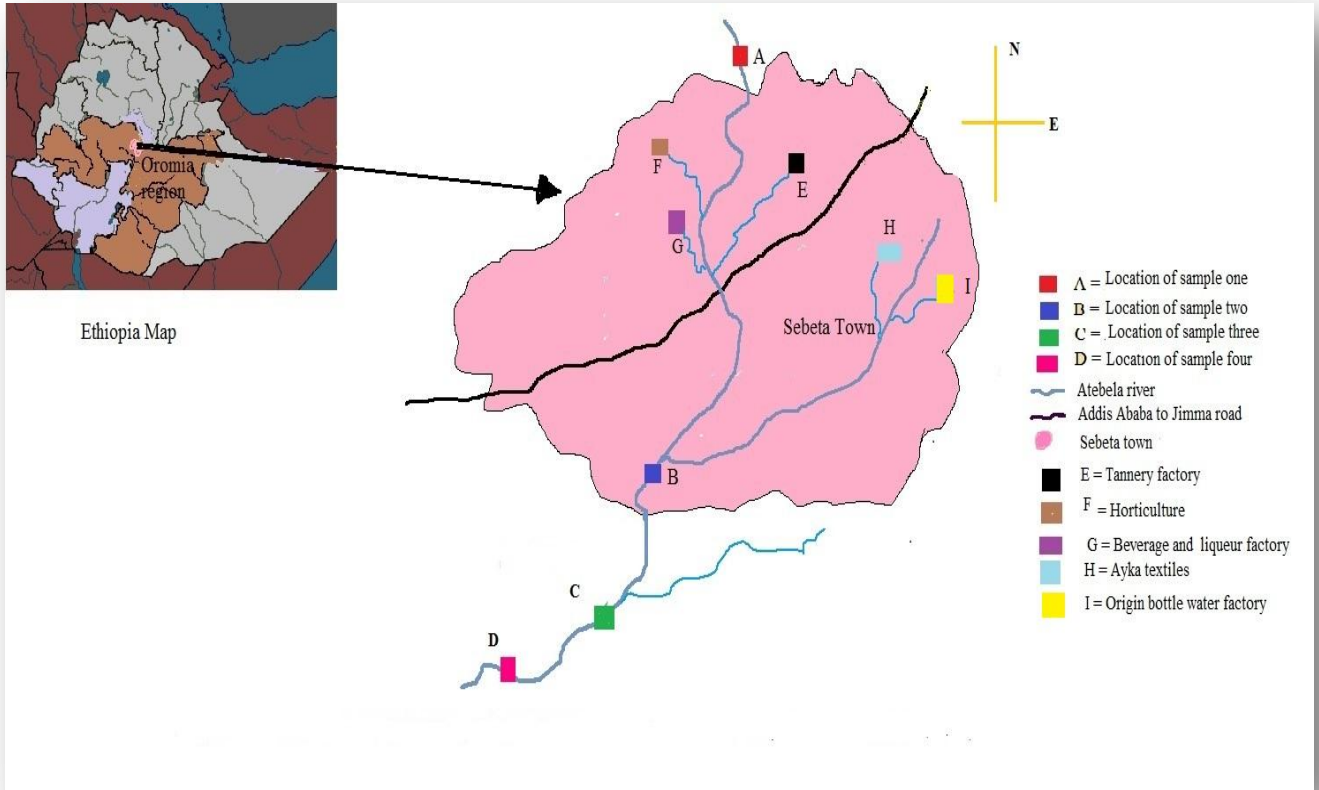 Oromia
region
Ethiopia Map
N
E
A
F
E
G
H
I
Sebeta Town
B
C
D
A = Location of sample one
B = Location of sample two
C = .Location of sample three
D = Location of sample four
Atebela river
Addis Ababa to Jimma road
Sebeta town
E = Tannery factory
F = Horticulture
G = Beverage and liqueur factory
H = Ayka textiles
I = Origin bottle water factory